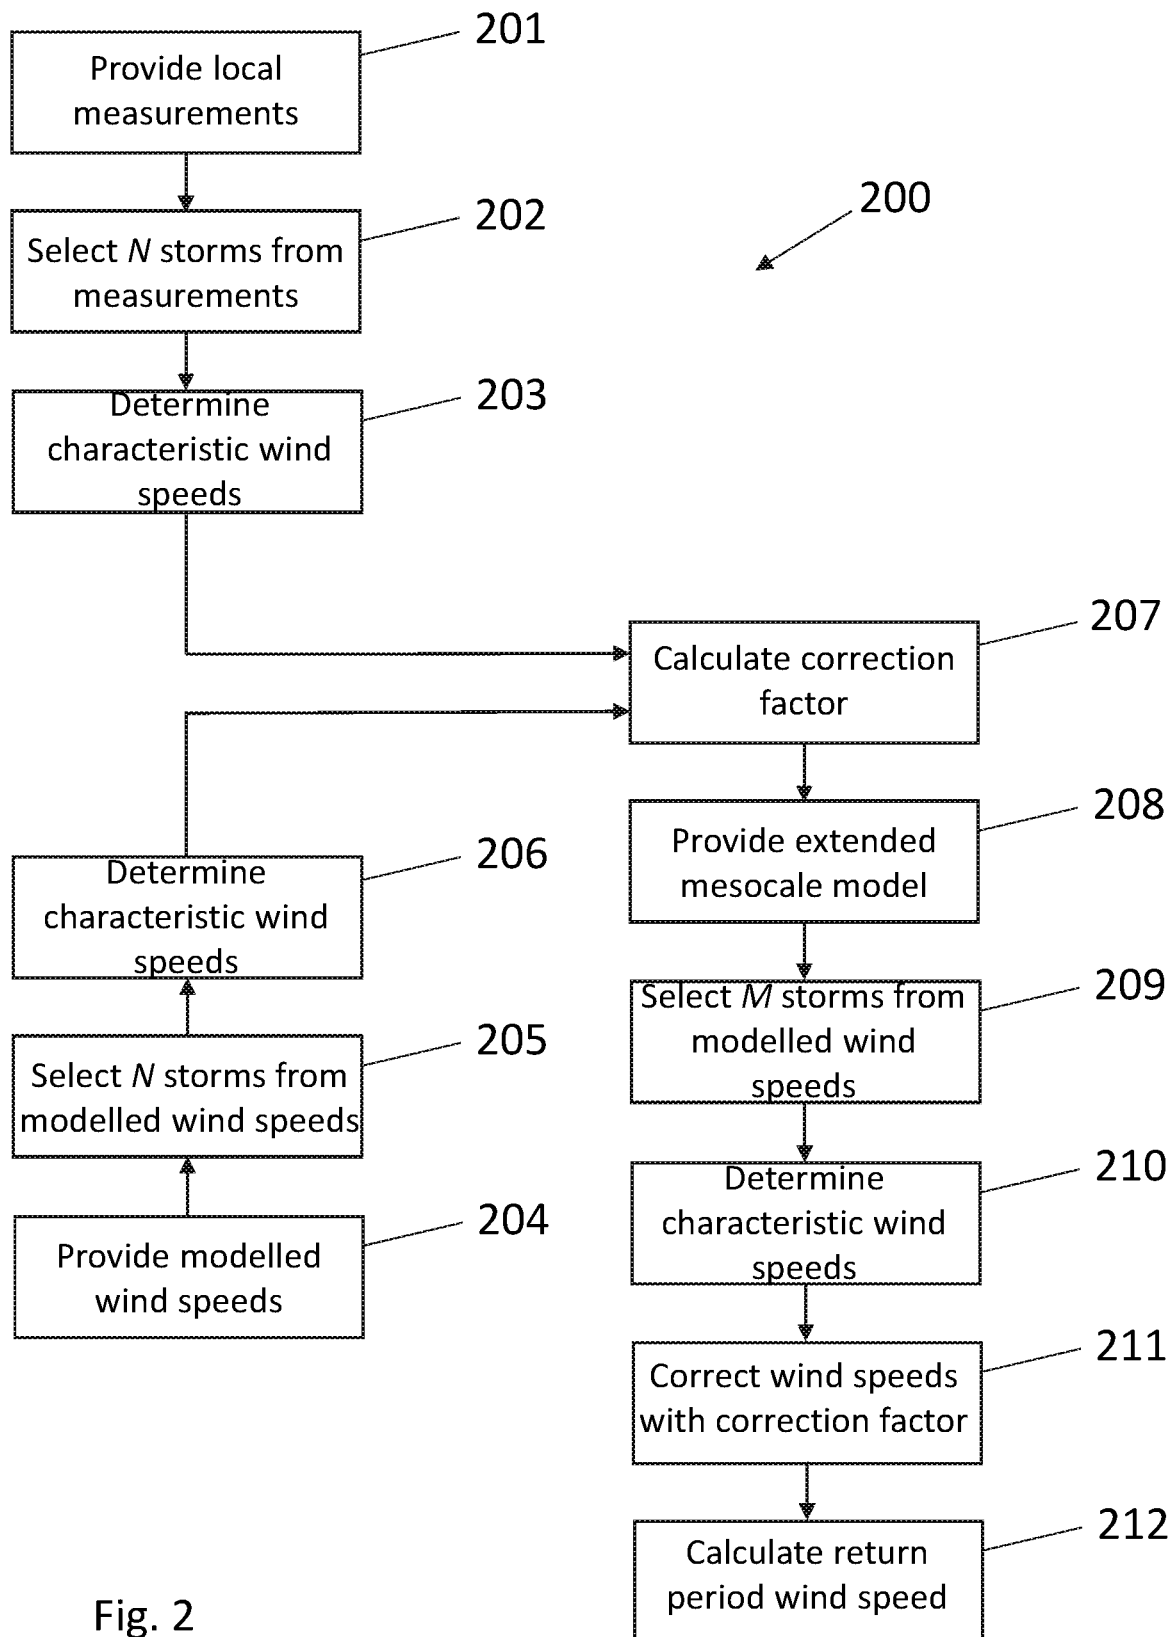 201
Provide local
measurements
202
Select N storms from
measurements
200
203
Determine
characteristic wind
speeds
207
Calculate correction
factor
208
Provide extended
mesocale model
206
Determine
characteristic wind
speeds
209
Select M storms from
modelled wind
speeds
205
Select N storms from
modelled wind speeds
204
Provide modelled
wind speeds
210
Determine
characteristic wind
speeds
211
Correct wind speeds
with correction factor
212
Calculate return
period wind speed
Fig. 2